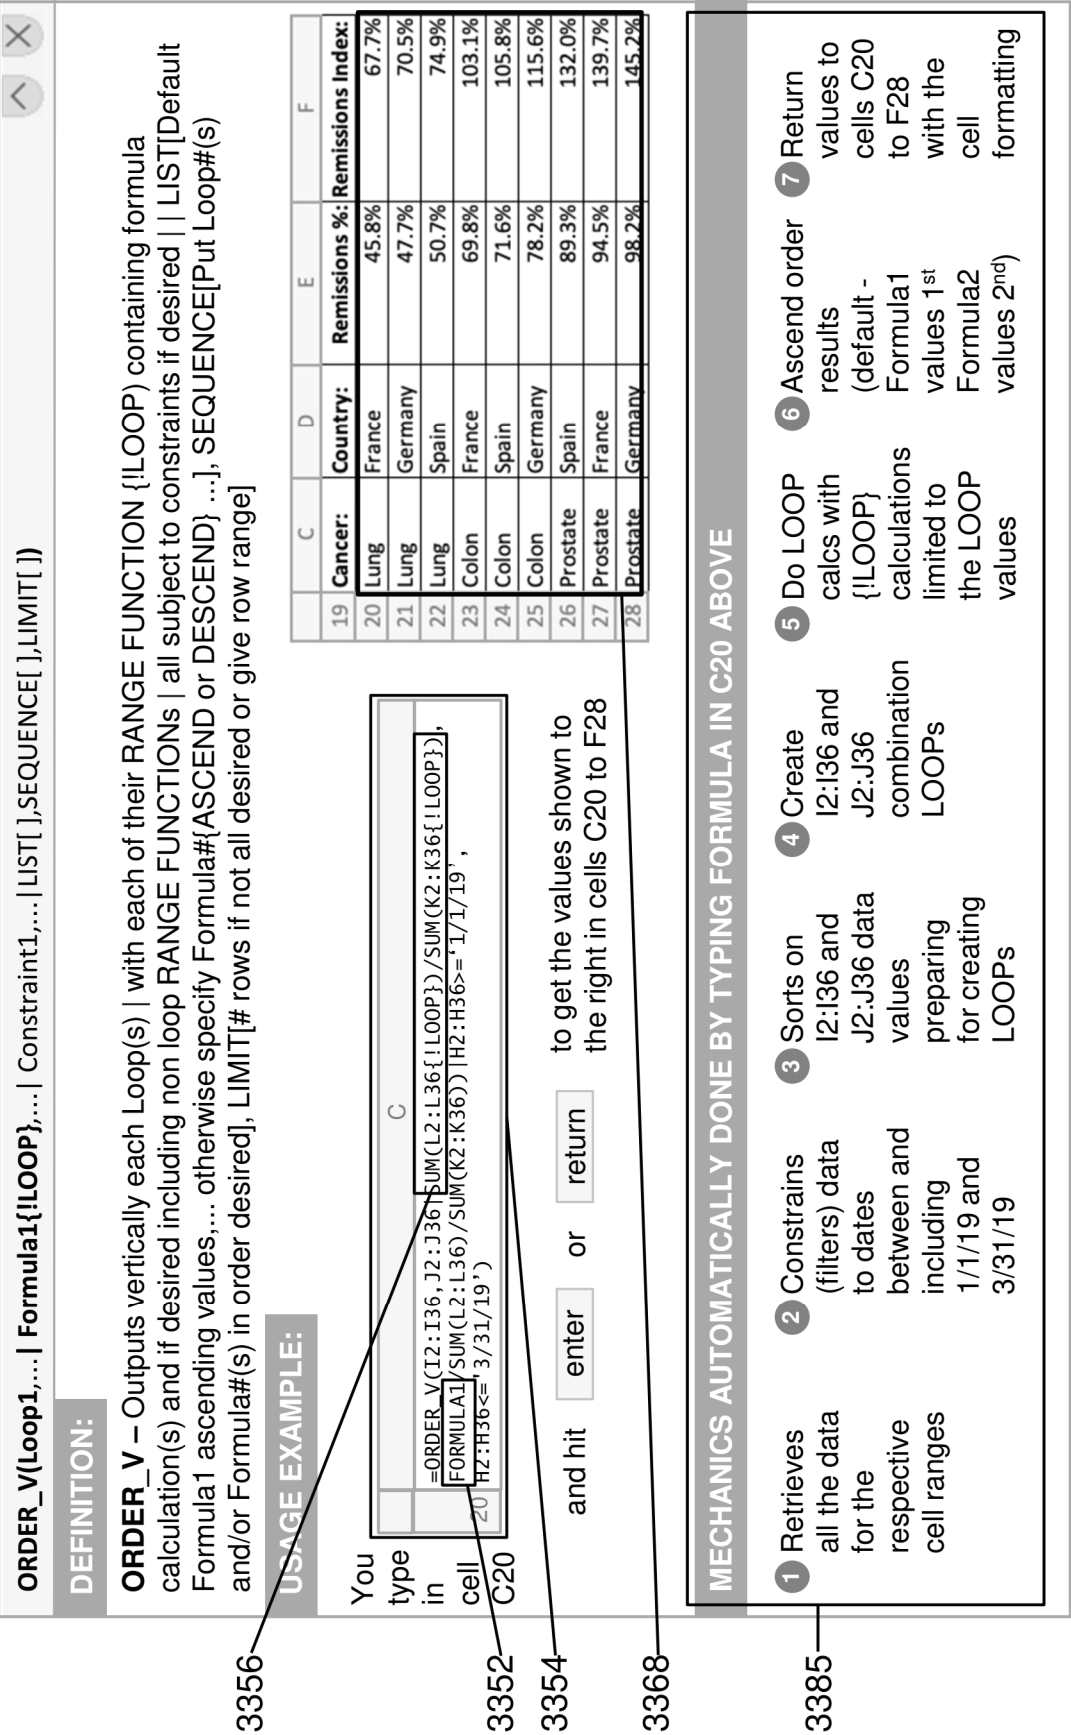 ORDER_V(Loop1,...| Formula1{!LOOP},...| Constraint1,...|LIST[ ],SEQUENCE[ ],LIMIT[ ])
DEFINITION:
ORDER_V – Outputs vertically each Loop(s) | with each of their RANGE FUNCTION {!LOOP) containing formula
calculation(s) and if desired including non loop RANGE FUNCTIONs | all subject to constraints if desired | | LIST[Default
Formula1 ascending values,... otherwise specify Formula#{ASCEND or DESCEND} ...], SEQUENCE[Put Loop#(s)
and/or Formula#(s) in order desired], LIMIT[# rows if not all desired or give row range]
USAGE EXAMPLE:
You
type
in
cell
C20
C
20
=ORDER_V(I2:I36,J2:J36|SUM(L2:L36{!LOOP})/SUM(K2:K36{!LOOP}),
FORMULA1/SUM(L2:L36)/SUM(K2:K36))|H2:H36>=‘1/1/19’,
H2:H36<=‘3/31/19’)
and hit enter or return to get the values shown to
the right in cells C20 to F28
C D E F
19 Cancer: Country: Remissions %: Remissions Index:
20 Lung France 45.8% 67.7%
21 Lung Germany 47.7% 70.5%
22 Lung Spain 50.7% 74.9%
23 Colon France 69.8% 103.1%
24 Colon Spain 71.6% 105.8%
25 Colon Germany 78.2% 115.6%
26 Prostate Spain 89.3% 132.0%
27 Prostate France 94.5% 139.7%
28 Prostate Germany 98.2% 145.2%
MECHANICS AUTOMATICALLY DONE BY TYPING FORMULA IN C20 ABOVE
1 Retrieves
all the data
for the
respective
cell ranges
2 Constrains
(filters) data
to dates
between and
including
1/1/19 and
3/31/19
3 Sorts on
I2:I36 and
J2:J36 data
values
preparing
for creating
LOOPs
4 Create
I2:I36 and
J2:J36
combination
LOOPs
5 Do LOOP
calcs with
{!LOOP}
calculations
limited to
the LOOP
values
6 Ascend order
results
(default -
Formula1
values 1st
Formula2
values 2nd)
7 Return
values to
cells C20
to F28
with the
cell
formatting
3356
3352
3354
3368
3385